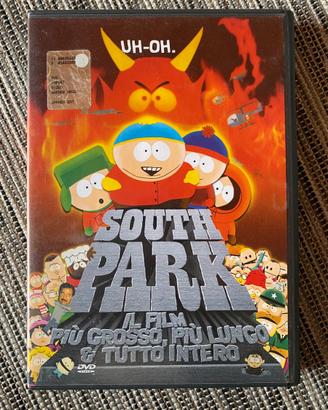 UH-OH.
SOUTH
PARK
IL FILM
PIÙ GROSSO, PIÙ LUNGO
& TUTTO INTERO
DVD